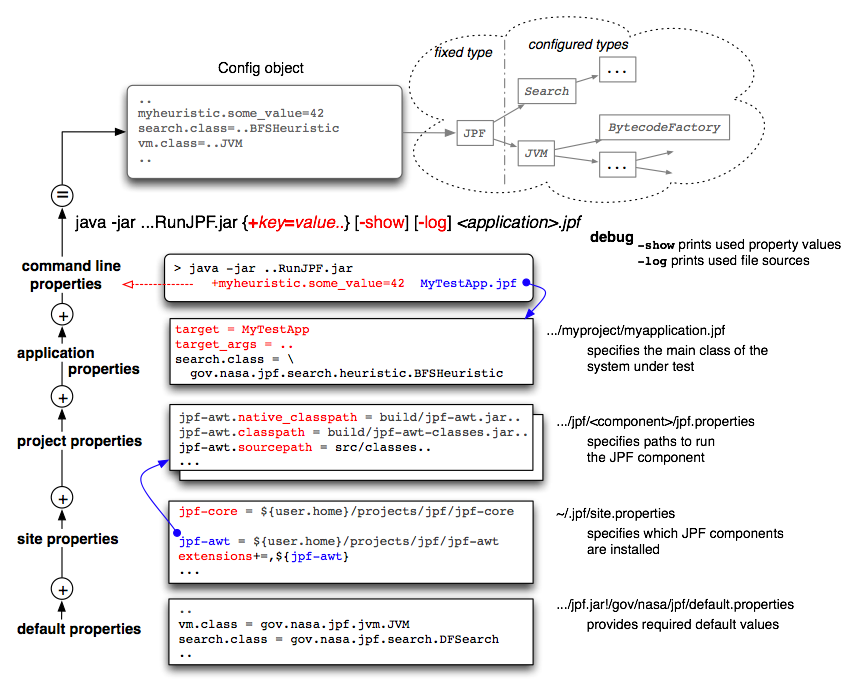 fixed type
configured types
Config object
..
myheuristic.some_value=42
search.class=..BFSHeuristic
vm.class=..JVM
..
JPF
Search
...
JVM
BytecodeFactory
...
=
java -jar ...RunJPF.jar {+key=value..} [-show] [-log] <application>.jpf
debug
-show prints used property values
-log prints used file sources
command line
properties
> java -jar ..RunJPF.jar
+myheuristic.some_value=42 MyTestApp.jpf
+
application
properties
target = MyTestApp
target_args = ..
search.class = \
gov.nasa.jpf.search.heuristic.BFSHeuristic
.../myproject/myapplication.jpf
specifies the main class of the
system under test
+
project properties
jpf-awt.native_classpath = build/jpf-awt.jar..
jpf-awt.classpath = build/jpf-awt-classes.jar..
jpf-awt.sourcepath = src/classes..
...
.../jpf/<component>/jpf.properties
specifies paths to run
the JPF component
+
site properties
jpf-core = ${user.home}/projects/jpf/jpf-core
jpf-awt = ${user.home}/projects/jpf/jpf-awt
extensions+=,${jpf-awt}
...
~/.jpf/site.properties
specifies which JPF components
are installed
+
default properties
..
vm.class = gov.nasa.jpf.jvm.JVM
search.class = gov.nasa.jpf.search.DFSearch
..
.../jpf.jar!/gov/nasa/jpf/default.properties
provides required default values